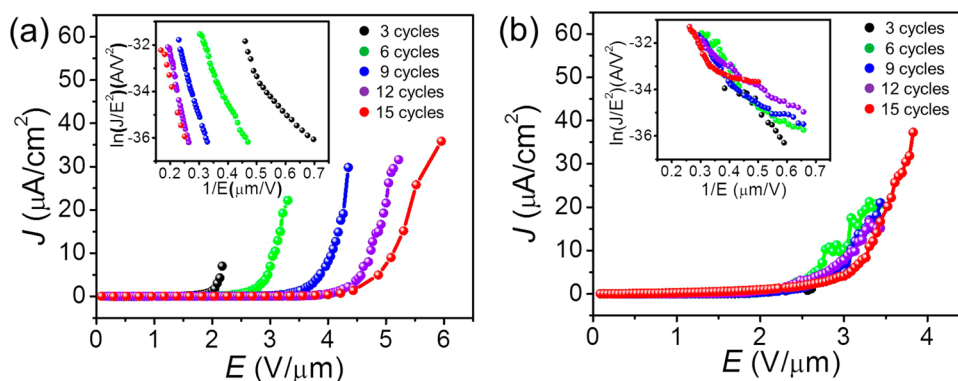 (a)
60
50
40
30
20
10
0
J (μA/cm²)
0 1 2 3 4 5 6
E (V/μm)
3 cycles
6 cycles
9 cycles
12 cycles
15 cycles
-32
-34
-36
ln(J/E²)(A/V²)
0.2 0.3 0.4 0.5 0.6 0.7
1/E(μm/V)
(b)
60
50
40
30
20
10
0
J (μA/cm²)
0 1 2 3 4
E (V/μm)
3 cycles
6 cycles
9 cycles
12 cycles
15 cycles
-32
-34
-36
ln(J/E²)(A/V²)
0.2 0.3 0.4 0.5 0.6 0.7
1/E (μm/V)